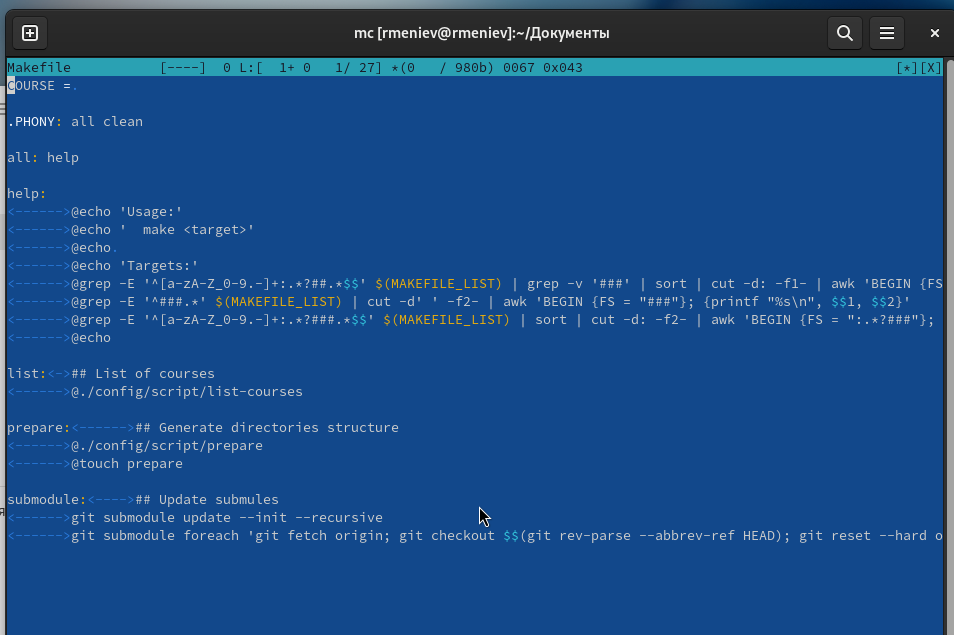 mc [rmeniev@rmeniev]:~/Документы
Makefile [----] 0 L:[ 1+ 0 1/ 27] *(0 / 980b) 0067 0x043 [*][X]
COURSE =.
.PHONY: all clean
all: help
help:
<------>@echo 'Usage:'
<------>@echo '  make <target>'
<------>@echo.
<------>@echo 'Targets:'
<------>@grep -E '^[a-zA-Z_0-9.-]+:.*?##.*$$' $(MAKEFILE_LIST) | grep -v '###' | sort | cut -d: -f1- | awk 'BEGIN {FS
<------>@grep -E '^###.*' $(MAKEFILE_LIST) | cut -d' ' -f2- | awk 'BEGIN {FS = "###"}; {printf "%s\n", $$1, $$2}'
<------>@grep -E '^[a-zA-Z_0-9.-]+:.*?###.*$$' $(MAKEFILE_LIST) | sort | cut -d: -f2- | awk 'BEGIN {FS = ":.*?###"};
<------>@echo
list:<->## List of courses
<------>@./config/script/list-courses
prepare:<------>## Generate directories structure
<------>@./config/script/prepare
<------>@touch prepare
submodule:<---->## Update submules
<------>git submodule update --init --recursive
<------>git submodule foreach 'git fetch origin; git checkout $$(git rev-parse --abbrev-ref HEAD); git reset --hard o